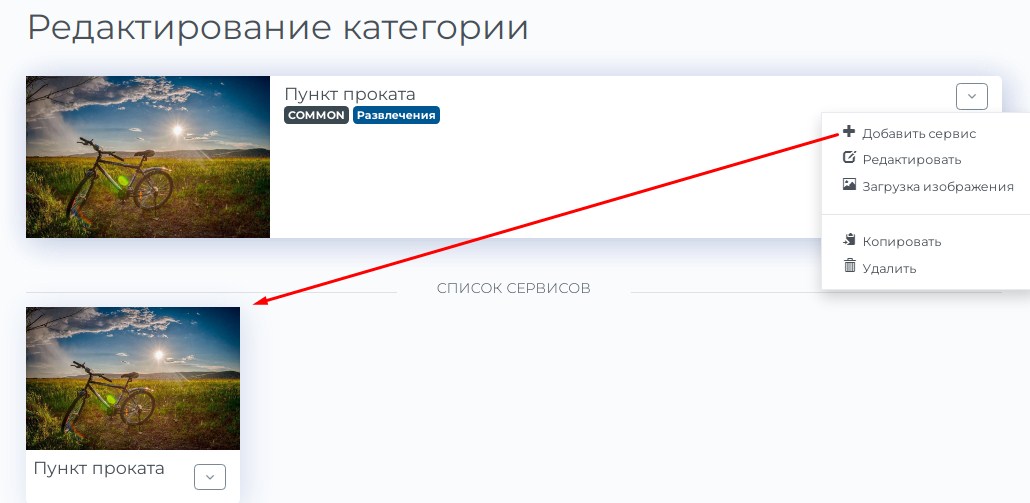 Редактирование категории
Пункт проката
COMMON Развлечения
Добавить сервис
Редактировать
Загрузка изображения
Копировать
Удалить
СПИСОК СЕРВИСОВ
Пункт проката